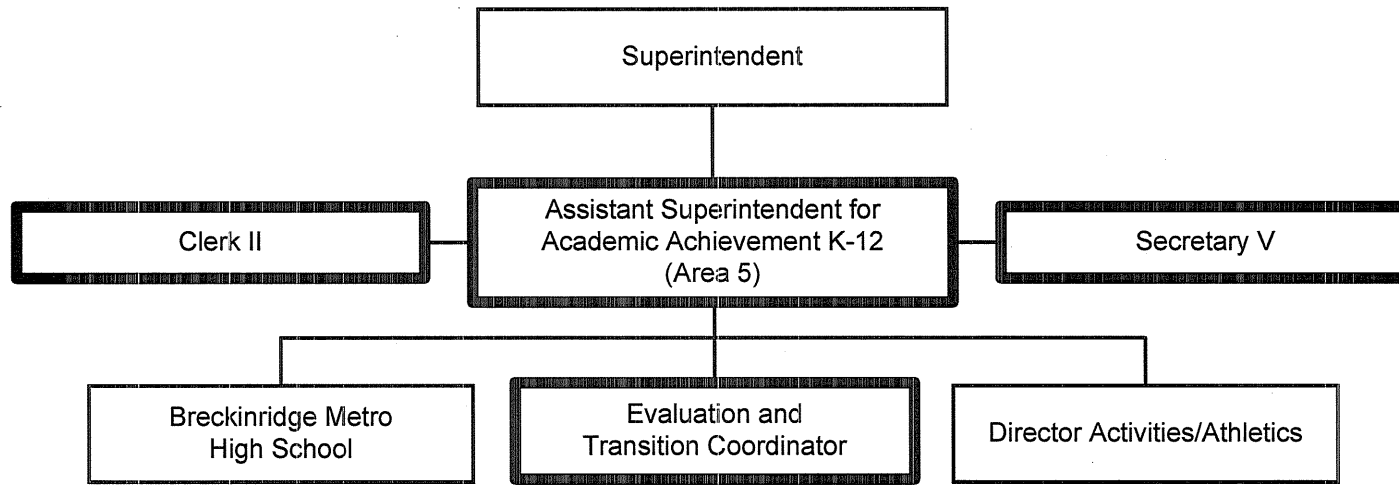 Superintendent
Clerk II
Assistant Superintendent for
Academic Achievement K-12
(Area 5)
Secretary V
Breckinridge Metro
High School
Evaluation and
Transition Coordinator
Director Activities/Athletics